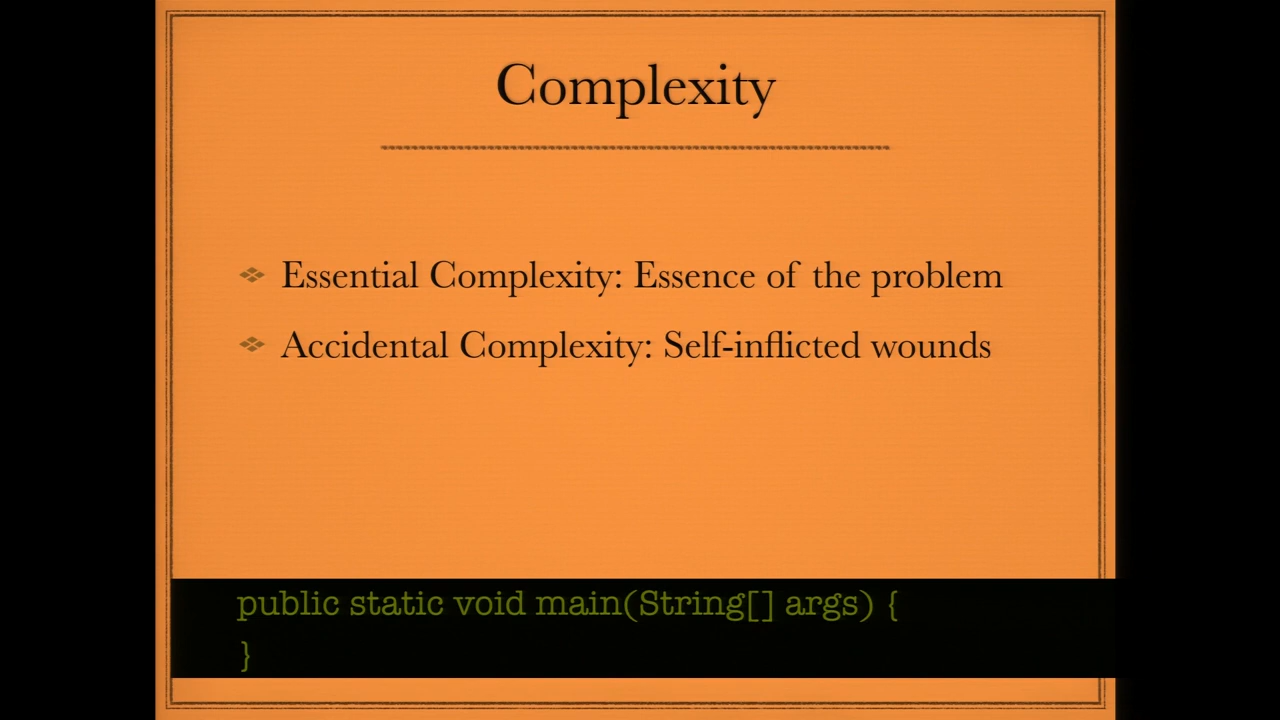 Complexity
Essential Complexity: Essence of the problem
Accidental Complexity: Self-inflicted wounds
public static void main(String[] args) {
}